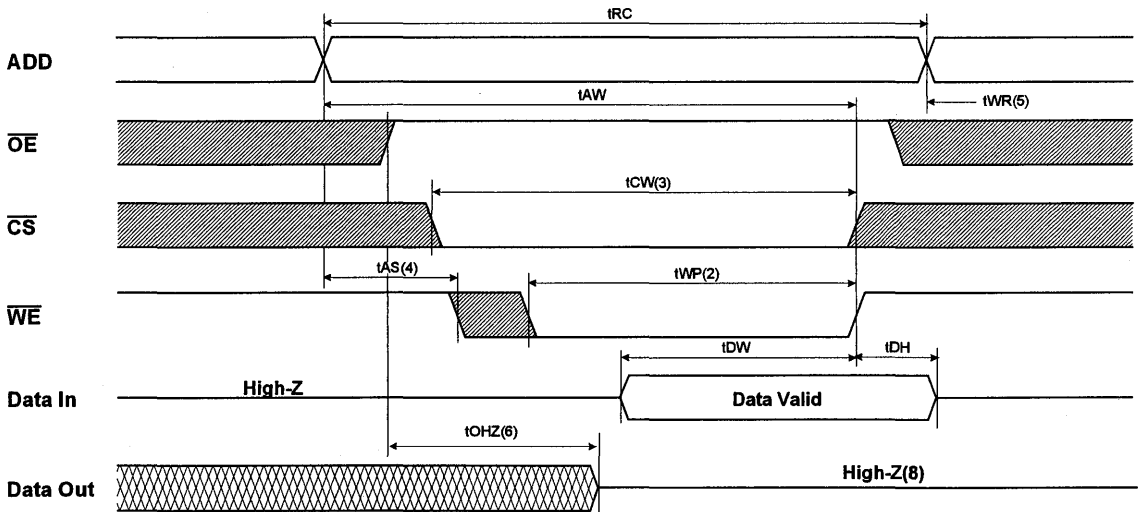 tRC
ADD
tAW
tWR(5)
OE
tCW(3)
CS
tAS(4)
tWP(2)
WE
tDW
tDH
High-Z
Data In
Data Valid
tOHZ(6)
High-Z(8)
Data Out